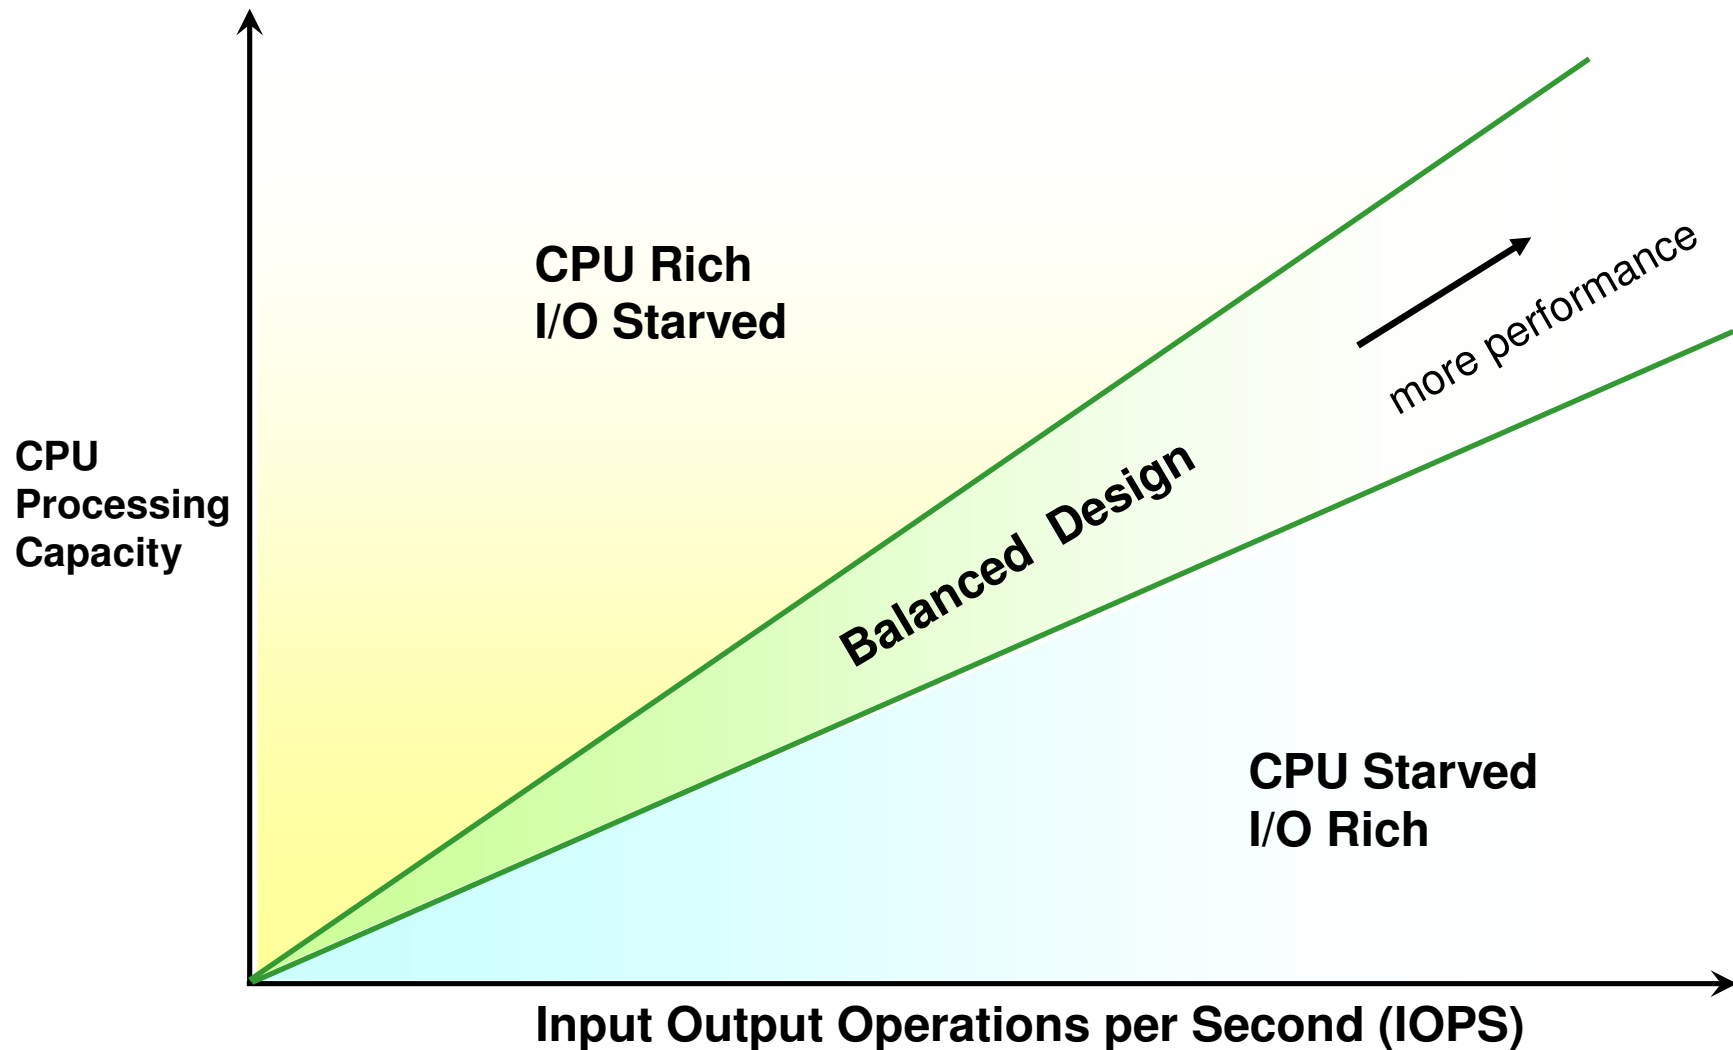 CPU Rich
I/O Starved
more performance
CPU
Processing
Capacity
Balanced Design
CPU Starved
I/O Rich
Input Output Operations per Second (IOPS)